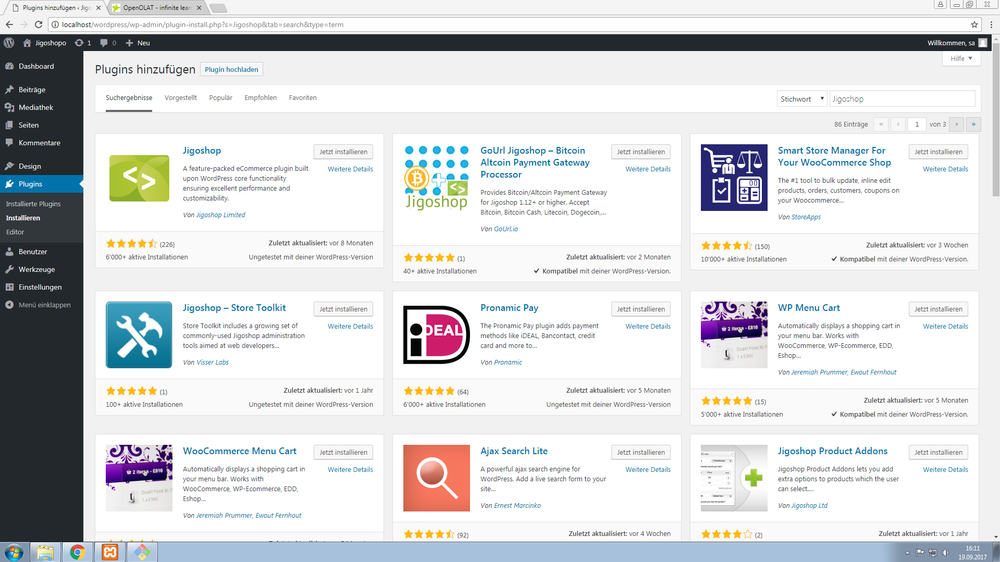 Plugins hinzufügen ‹ Jigo
OpenOLAT - infinite lear
localhost/wordpress/wp-admin/plugin-install.php?s=Jigoshop&tab=search&type=term
Jigoshopo
1
0
Neu
Willkommen, sa
Dashboard
Beiträge
Mediathek
Seiten
Kommentare
Design
Plugins
Installierte Plugins
Installieren
Editor
Benutzer
Werkzeuge
Einstellungen
Menü einklappen
Hilfe
Plugins hinzufügen
Plugin hochladen
Suchergebnisse
Vorgestellt
Populär
Empfohlen
Favoriten
Stichwort
Jigoshop
86 Einträge
«
‹
1
von 3
›
»
Jigoshop
Jetzt installieren
Weitere Details
A feature-packed eCommerce plugin built
upon WordPress core functionality
ensuring excellent performance and
customizability.
Von Jigoshop Limited
(226)
6'000+ aktive Installationen
Zuletzt aktualisiert: vor 8 Monaten
Ungetestet mit deiner WordPress-Version
Jigoshop
GoUrl Jigoshop – Bitcoin
Altcoin Payment Gateway
Processor
Jetzt installieren
Weitere Details
Provides Bitcoin/Altcoin Payment Gateway
for Jigoshop 1.12+ or higher. Accept
Bitcoin, Bitcoin Cash, Litecoin, Dogecoin,...
Von GoUrl.io
(1)
40+ aktive Installationen
Zuletzt aktualisiert: vor 2 Monaten
Kompatibel mit deiner WordPress-Version.
Smart Store Manager For
Your WooCommerce Shop
Jetzt installieren
Weitere Details
The #1 tool to bulk update, inline edit
products, orders, customers, coupons on
your Woocommerce...
Von StoreApps
(150)
10'000+ aktive Installationen
Zuletzt aktualisiert: vor 3 Wochen
Kompatibel mit deiner WordPress-Version.
Jigoshop – Store Toolkit
Jetzt installieren
Weitere Details
Store Toolkit includes a growing set of
commonly-used Jigoshop administration
tools aimed at web developers...
Von Visser Labs
(1)
100+ aktive Installationen
Zuletzt aktualisiert: vor 1 Jahr
Ungetestet mit deiner WordPress-Version
iDEAL
Pronamic Pay
Jetzt installieren
Weitere Details
The Pronamic Pay plugin adds payment
methods like iDEAL, Bancontact, credit
card and more to...
Von Pronamic
(64)
6'000+ aktive Installationen
Zuletzt aktualisiert: vor 5 Monaten
Ungetestet mit deiner WordPress-Version
2 items - £810
Dualit Food XL
1 x £560
WP Menu Cart
Jetzt installieren
Weitere Details
Automatically displays a shopping cart in
your menu bar. Works with
WooCommerce, WP-Ecommerce, EDD,
Eshop...
Von Jeremiah Prummer, Ewout Fernhout
(15)
5'000+ aktive Installationen
Zuletzt aktualisiert: vor 5 Monaten
Kompatibel mit deiner WordPress-Version.
2 items - £810
Dualit Food XL
1 x £560
WooCommerce Menu Cart
Jetzt installieren
Weitere Details
Automatically displays a shopping cart in
your menu bar. Works with
WooCommerce, WP-Ecommerce, EDD,
Eshop...
Von Jeremiah Prummer, Ewout Fernhout
Ajax Search Lite
Jetzt installieren
Weitere Details
A powerful ajax search engine for
WordPress. Add a live search form to your
site...
Von Ernest Marcinko
(92)
Zuletzt aktualisiert: vor 4 Wochen
Jigoshop Product Addons
Jetzt installieren
Weitere Details
Jigoshop Product Addons lets you add
extra options to products which the user
can select....
Von Jigoshop Ltd
(2)
Zuletzt aktualisiert: vor 1 Jahr
16:11
19.09.2017